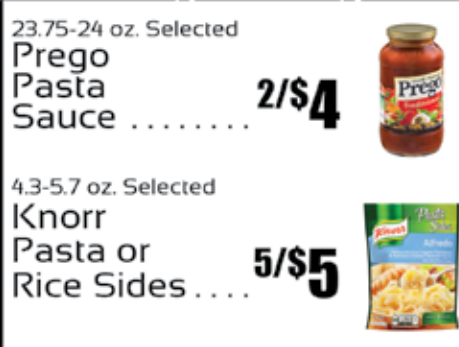 23.75-24 oz. Selected
Prego
Pasta
Sauce ........ 2/$4
Prego
Traditional
4.3-5.7 oz. Selected
Knorr
Pasta or
Rice Sides .... 5/$5
Pasta
Sides
Knorr
Alfredo